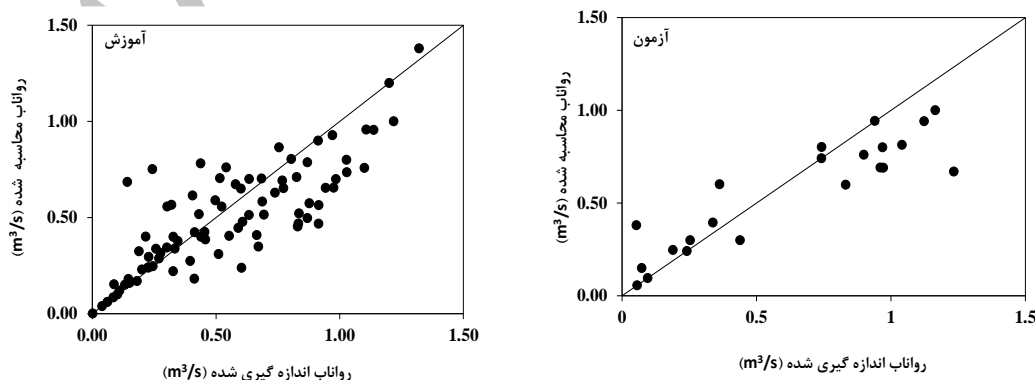 آموزش
1.50
1.00
0.50
0.00
0.00 0.50 1.00 1.50
رواناب محاسبه شده (m³/s)
رواناب اندازه گیری شده (m³/s)
آزمون
1.50
1.00
0.50
0.00
0 0.5 1 1.5
رواناب محاسبه شده (m³/s)
رواناب اندازه گیری شده (m³/s)